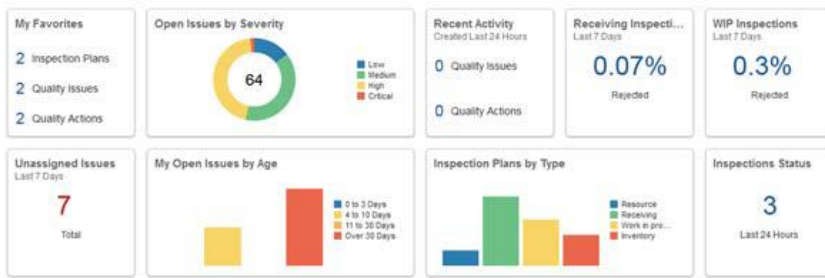 My Favorites
2 Inspection Plans
2 Quality Issues
2 Quality Actions
Open Issues by Severity
64
Low
Medium
High
Critical
Recent Activity
Created Last 24 Hours
0 Quality Issues
0 Quality Actions
Receiving Inspecti...
Last 7 Days
0.07%
Rejected
WIP Inspections
Last 7 Days
0.3%
Rejected
Unassigned Issues
Last 7 Days
7
Total
My Open Issues by Age
0 to 3 Days
4 to 10 Days
11 to 30 Days
Over 30 Days
Inspection Plans by Type
Resource
Receiving
Work in pro...
Inventory
Inspections Status
3
Last 24 Hours